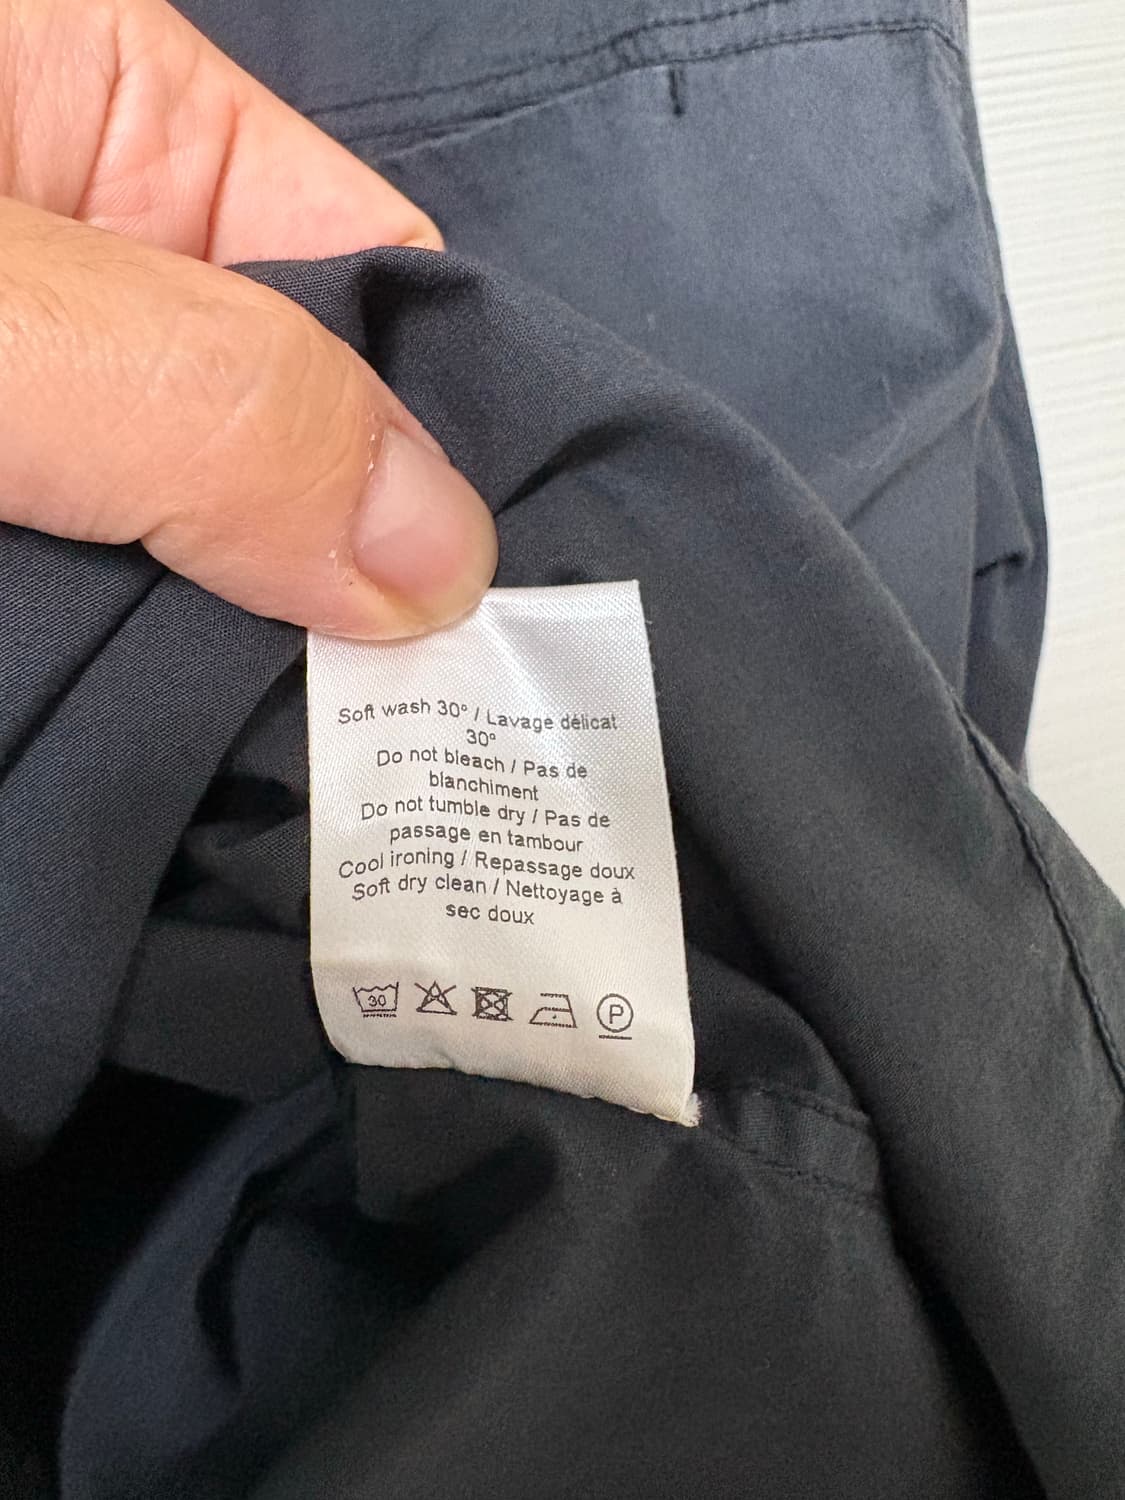 Soft wash 30° / Lavage délicat
30°
Do not bleach / Pas de
blanchiment
Do not tumble dry / Pas de
passage en tambour
Cool ironing / Repassage doux
Soft dry clean / Nettoyage à
sec doux
30 P